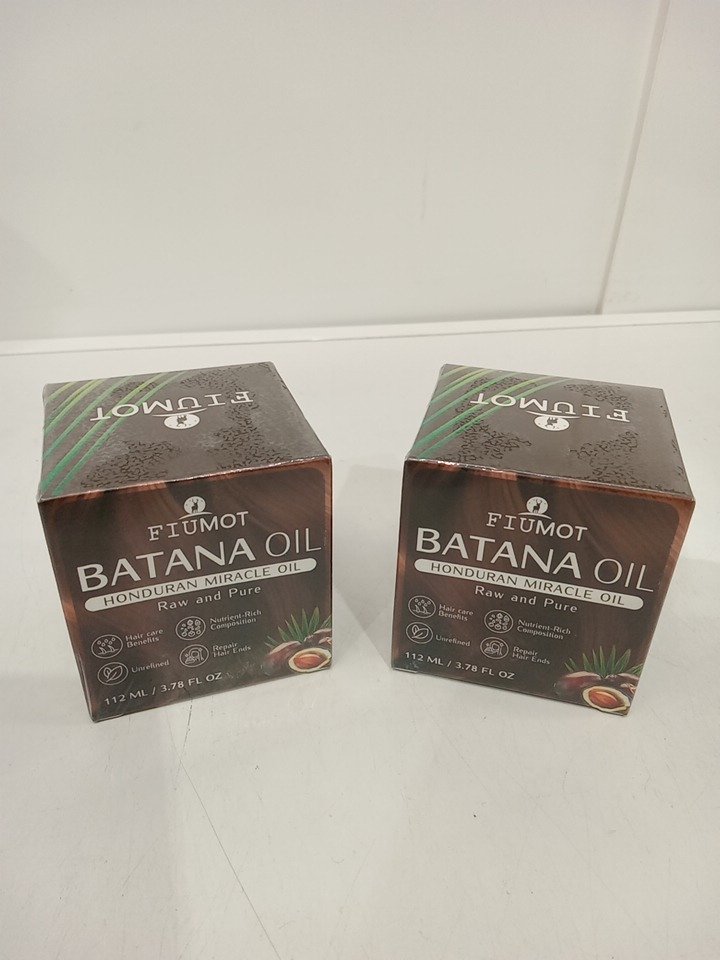 FIUMOT
FIUMOT
BATANA OIL
HONDURAN MIRACLE OIL
Raw and Pure
Hair care
Benefits
Nutrient-Rich
Composition
Unrefined
Repair
Hair Ends
112 ML / 3.78 FL OZ
FIUMOT
FIUMOT
BATANA OIL
HONDURAN MIRACLE OIL
Raw and Pure
Hair care
Benefits
Nutrient-Rich
Composition
Unrefined
Repair
Hair Ends
112 ML / 3.78 FL OZ